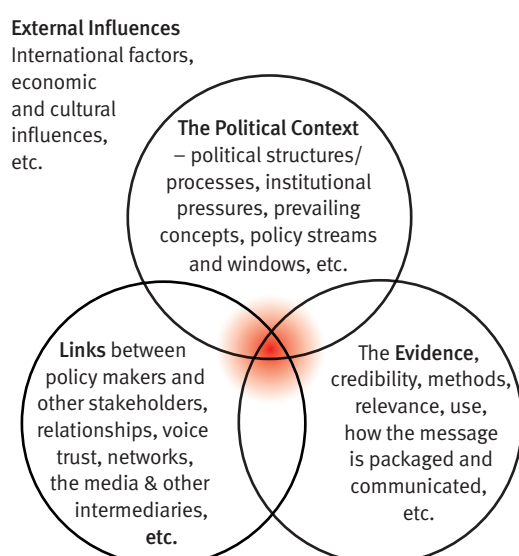 External Influences
International factors,
economic
and cultural
influences,
etc.
The Political Context
– political structures/
processes, institutional
pressures, prevailing
concepts, policy streams
and windows, etc.
Links between
policy makers and
other stakeholders,
relationships, voice
trust, networks,
the media & other
intermediaries,
etc.
The Evidence,
credibility, methods,
relevance, use,
how the message
is packaged and
communicated,
etc.